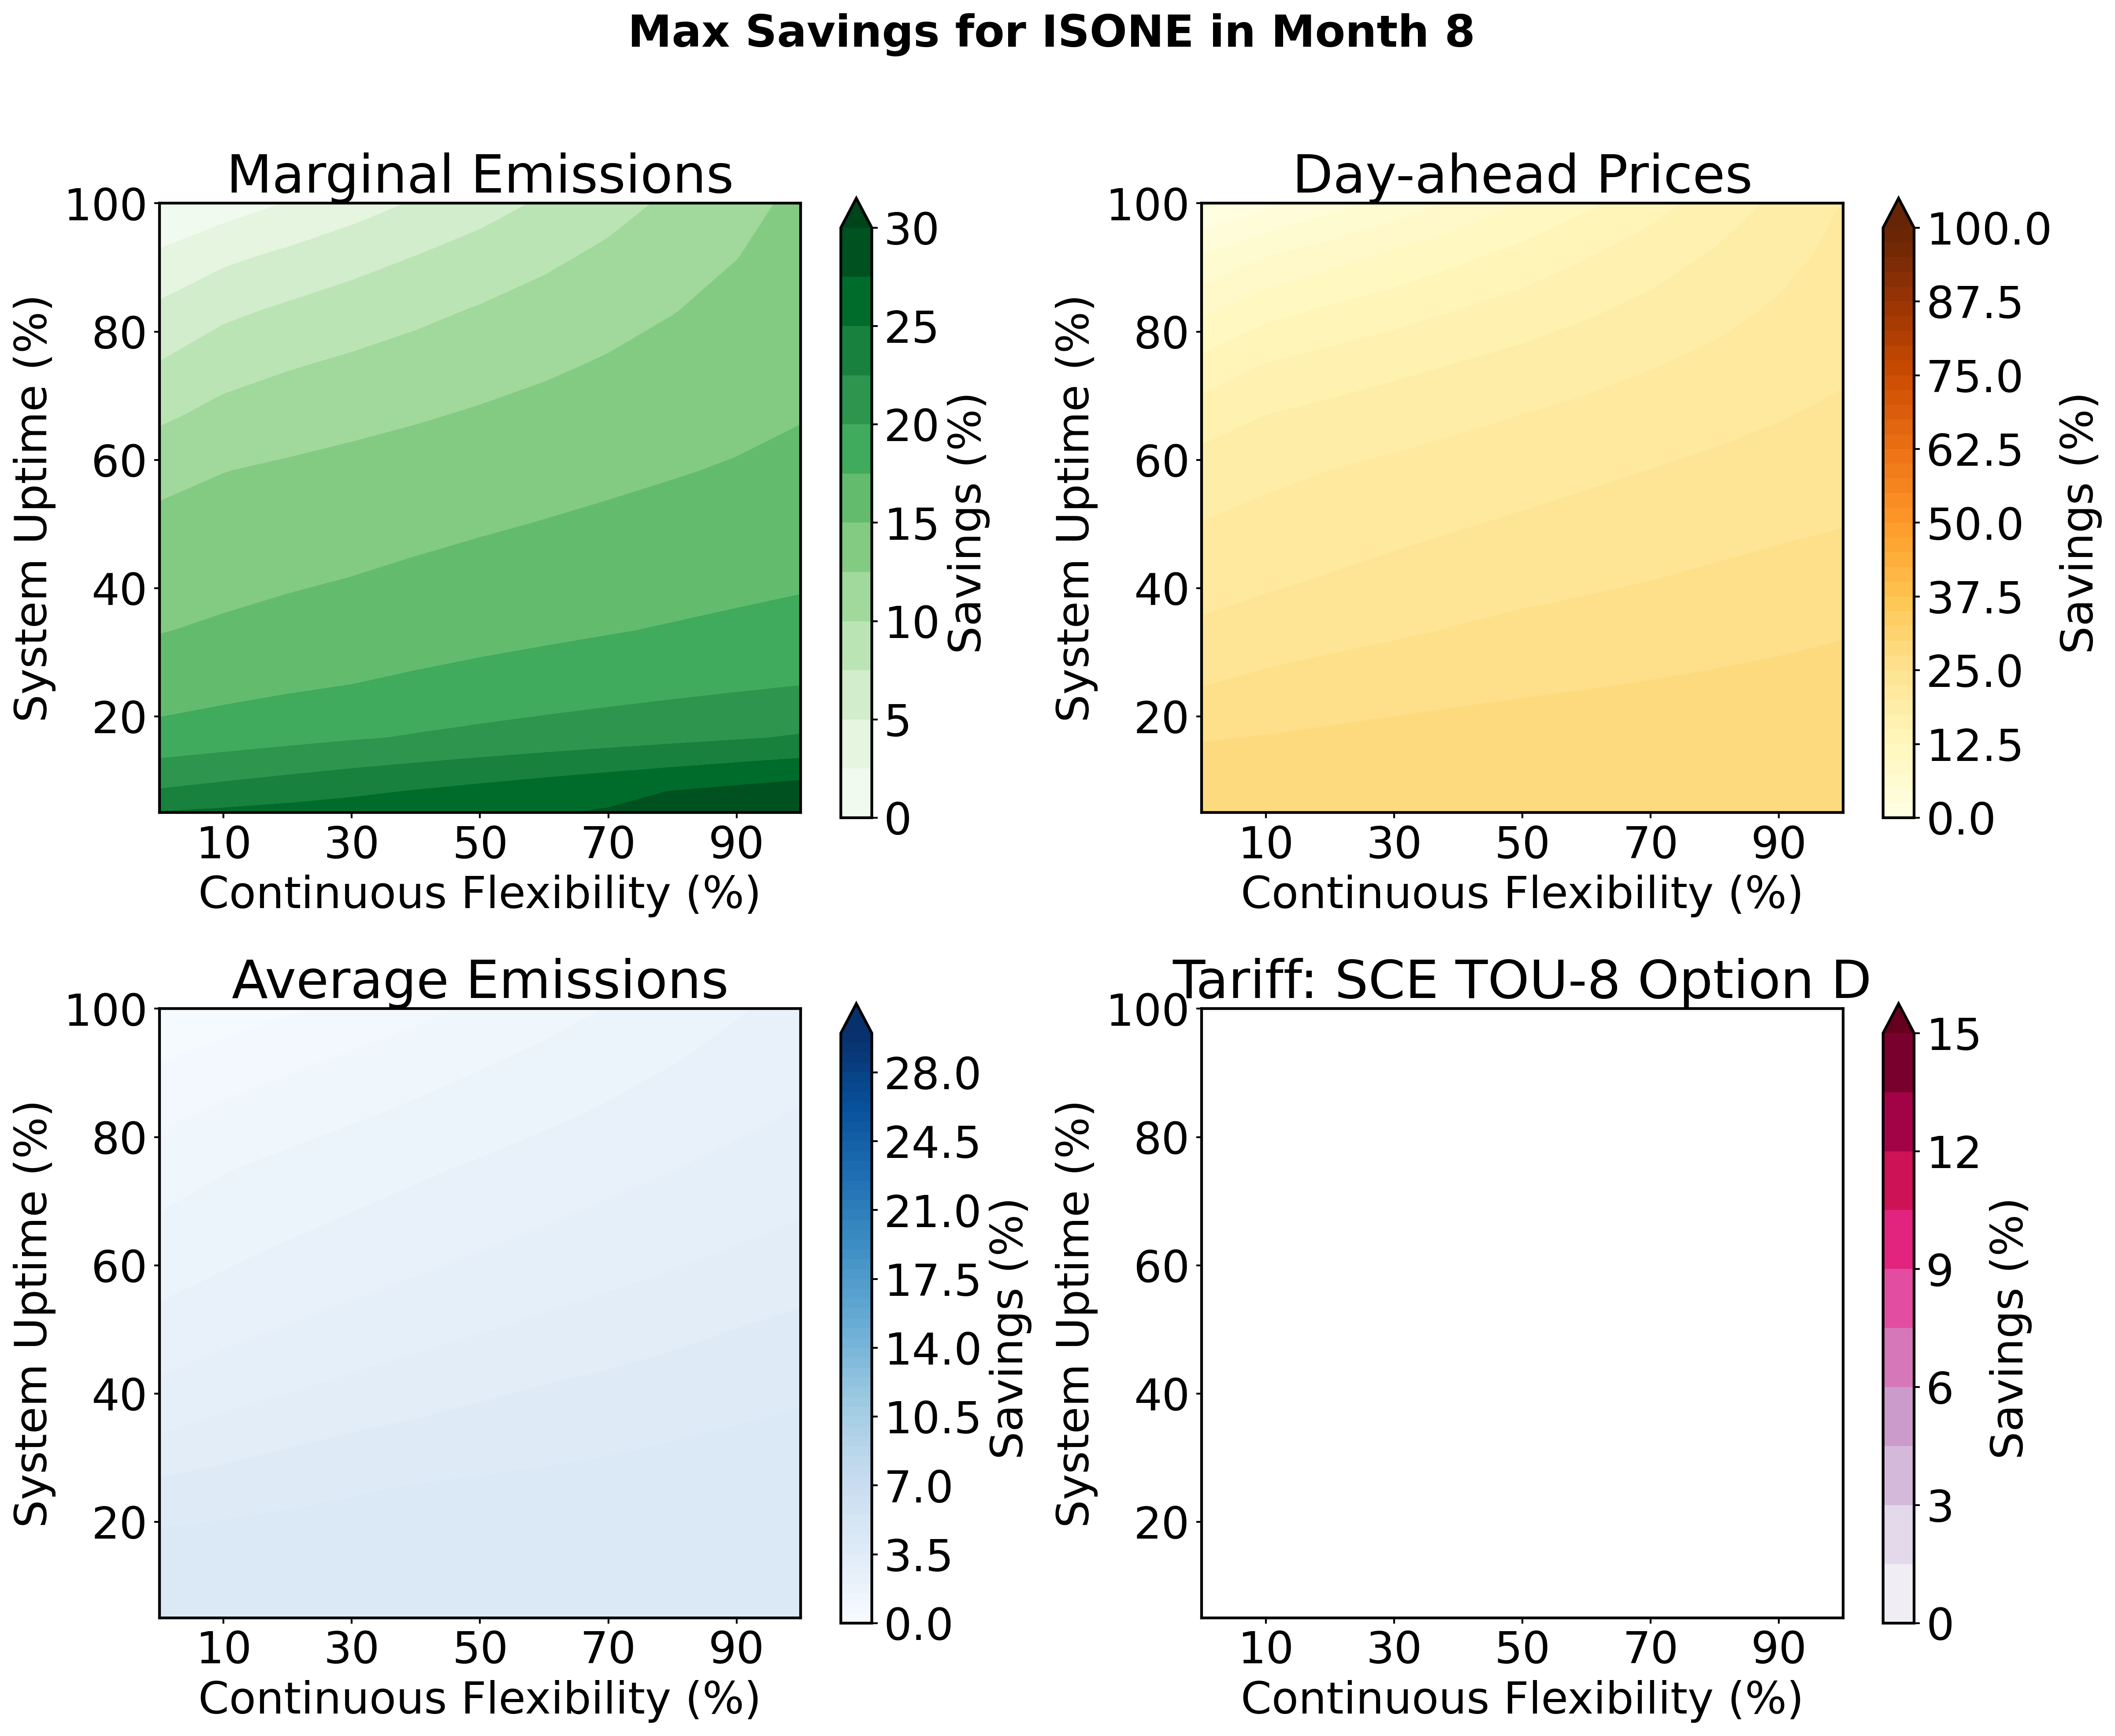 Max Savings for ISONE in Month 8
Marginal Emissions
System Uptime (%)
100
80
60
40
20
10 30 50 70 90
Continuous Flexibility (%)
30
25
20
15
10
5
0
Savings (%)
Day-ahead Prices
System Uptime (%)
100
80
60
40
20
10 30 50 70 90
Continuous Flexibility (%)
100.0
87.5
75.0
62.5
50.0
37.5
25.0
12.5
0.0
Savings (%)
Average Emissions
System Uptime (%)
100
80
60
40
20
10 30 50 70 90
Continuous Flexibility (%)
28.0
24.5
21.0
17.5
14.0
10.5
7.0
3.5
0.0
Savings (%)
Tariff: SCE TOU-8 Option D
System Uptime (%)
100
80
60
40
20
10 30 50 70 90
Continuous Flexibility (%)
15
12
9
6
3
0
Savings (%)